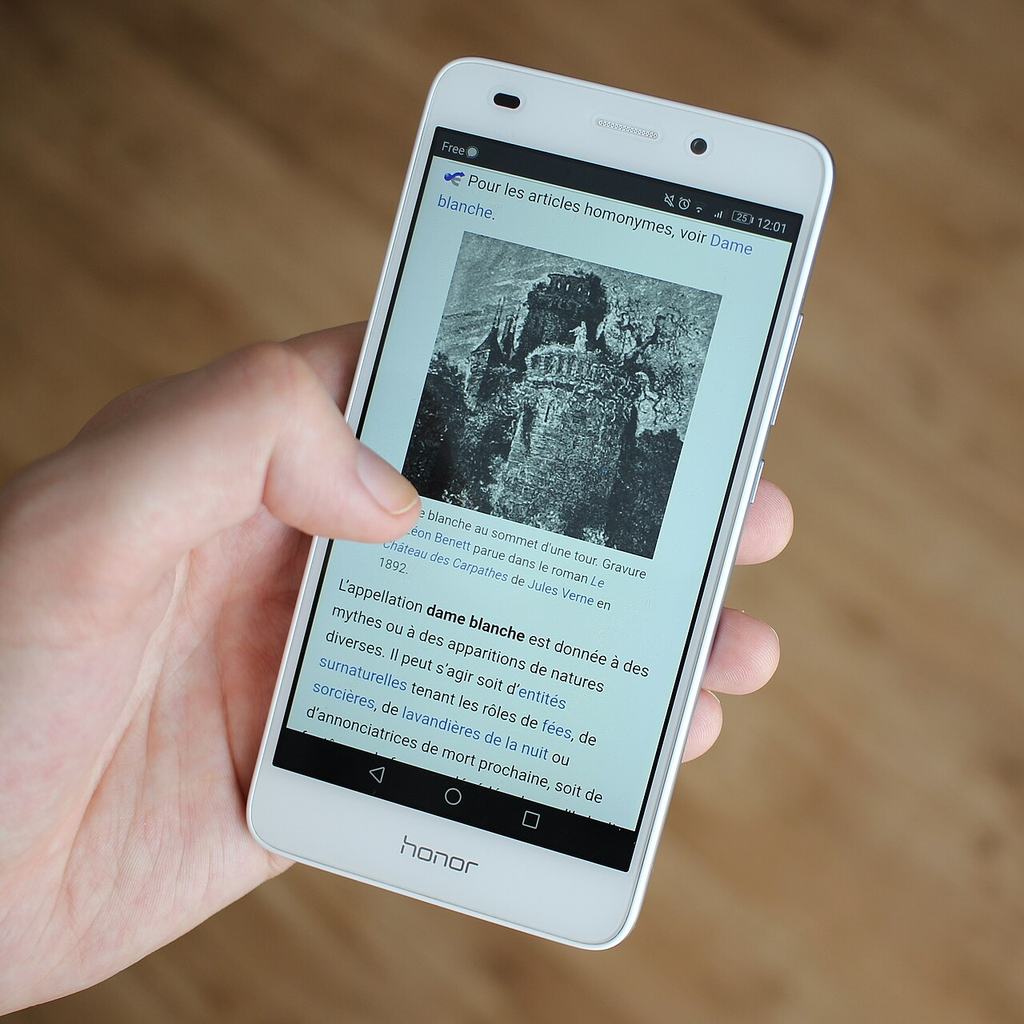 Free
25 12:01
Pour les articles homonymes, voir Dame
blanche.
blanche au sommet d'une tour. Gravure
Léon Benett parue dans le roman Le
Château des Carpathes de Jules Verne en
1892.
L'appellation dame blanche est donnée à des
mythes ou à des apparitions de natures
diverses. Il peut s'agir soit d'entités
surnaturelles tenant les rôles de fées, de
sorcières, de lavandières de la nuit ou
d'annonciatrices de mort prochaine, soit de
honor